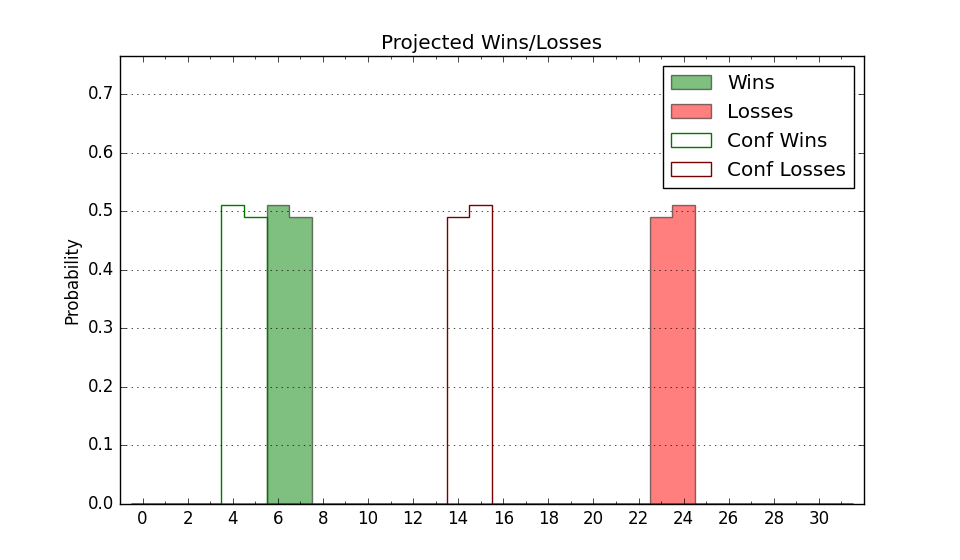 Projected Wins/Losses
Wins
Losses
Conf Wins
Conf Losses
Probability
0.7
0.6
0.5
0.4
0.3
0.2
0.1
0.0
0 2 4 6 8 10 12 14 16 18 20 22 24 26 28 30